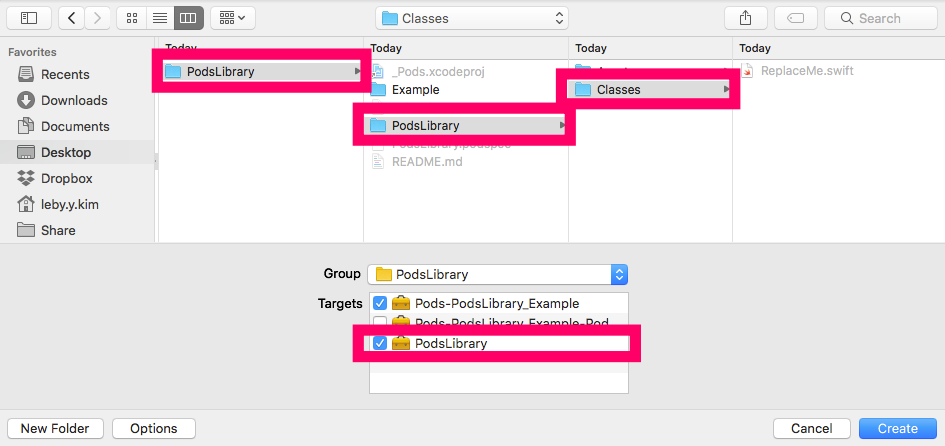 Classes
Search
Favorites
Recents
Downloads
Documents
Desktop
Dropbox
leby.y.kim
Share
Today
PodsLibrary
Today
_Pods.xcodeproj
Example
PodsLibrary
PodsLibrary.podspec
README.md
Today
Classes
Today
ReplaceMe.swift
Group
PodsLibrary
Targets
Pods-PodsLibrary_Example
Pods-PodsLibrary_Example-Pod
PodsLibrary
New Folder
Options
Cancel
Create